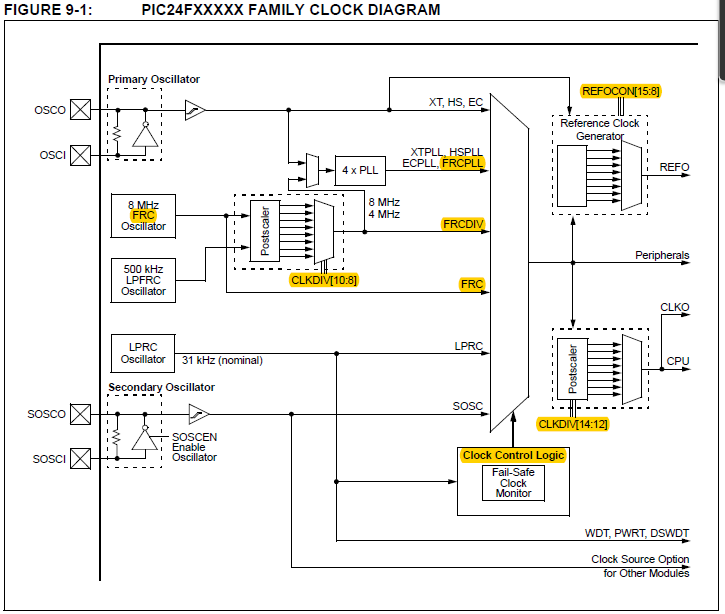 FIGURE 9-1: PIC24FXXXXX FAMILY CLOCK DIAGRAM
Primary Oscillator
REFOCON[15:8]
OSCO
XT, HS, EC
Reference Clock
Generator
OSCI
XTPLL, HSPLL
ECPLL, FRCPLL
4 x PLL
REFO
8 MHz
FRC
Oscillator
8 MHz
4 MHz
Postscaler
FRCDIV
500 kHz
LPFRC
Oscillator
CLKDIV[10:8]
FRC
Peripherals
CLKO
LPRC
Oscillator
31 kHz (nominal)
LPRC
Postscaler
CPU
Secondary Oscillator
SOSCO
SOSC
CLKDIV[14:12]
SOSCEN
Enable
Oscillator
SOSCI
Clock Control Logic
Fail-Safe
Clock
Monitor
WDT, PWRT, DSWDT
Clock Source Option
for Other Modules